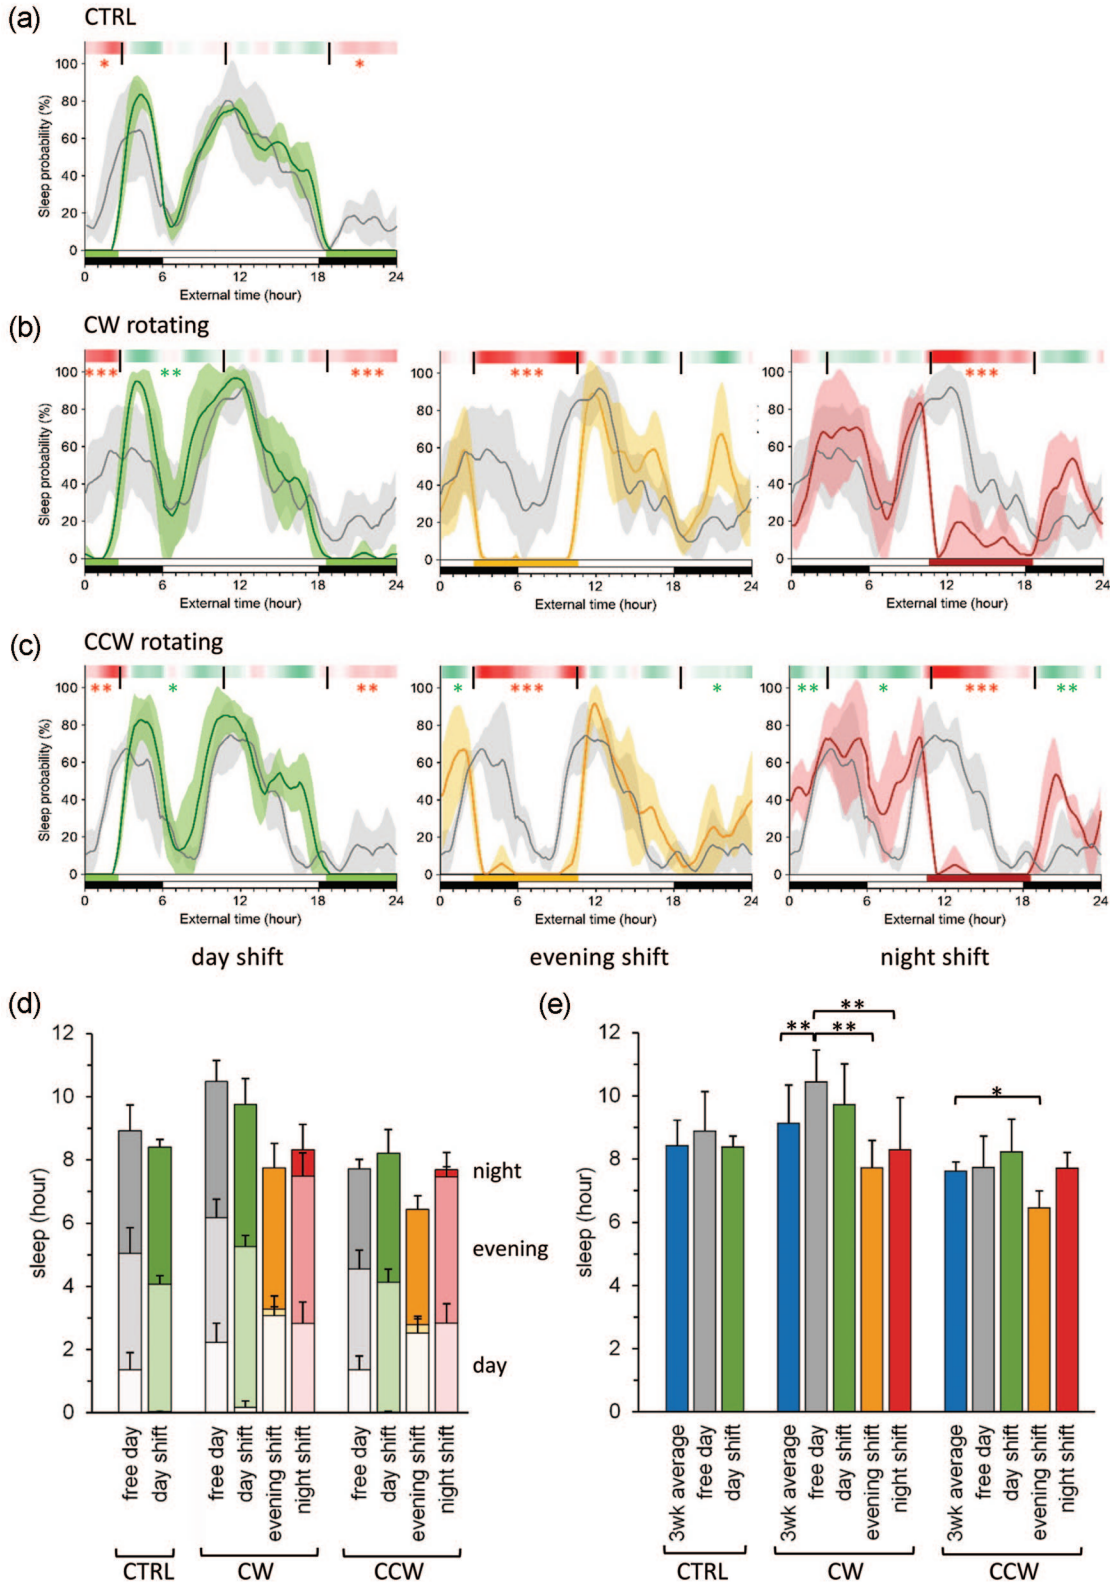 (a) CTRL
*
*
100
80
60
40
20
0
Sleep probability (%)
0 6 12 18 24
External time (hour)
(b) CW rotating
*** ** ***
***
***
100
80
60
40
20
0
Sleep probability (%)
100
80
60
40
20
0
100
80
60
40
20
0
0 6 12 18 24
External time (hour)
0 6 12 18 24
External time (hour)
0 6 12 18 24
External time (hour)
(c) CCW rotating
** * **
* *** *
** * *** **
100
80
60
40
20
0
Sleep probability (%)
100
80
60
40
20
0
100
80
60
40
20
0
0 6 12 18 24
External time (hour)
0 6 12 18 24
External time (hour)
0 6 12 18 24
External time (hour)
day shift
evening shift
night shift
(d)
12
10
8
6
4
2
0
sleep (hour)
night
evening
day
free day
day shift
free day
day shift
evening shift
night shift
free day
day shift
evening shift
night shift
CTRL
CW
CCW
(e)
12
10
8
6
4
2
0
sleep (hour)
**
** **
*
3wk average
free day
day shift
3wk average
free day
day shift
evening shift
night shift
3wk average
free day
day shift
evening shift
night shift
CTRL
CW
CCW